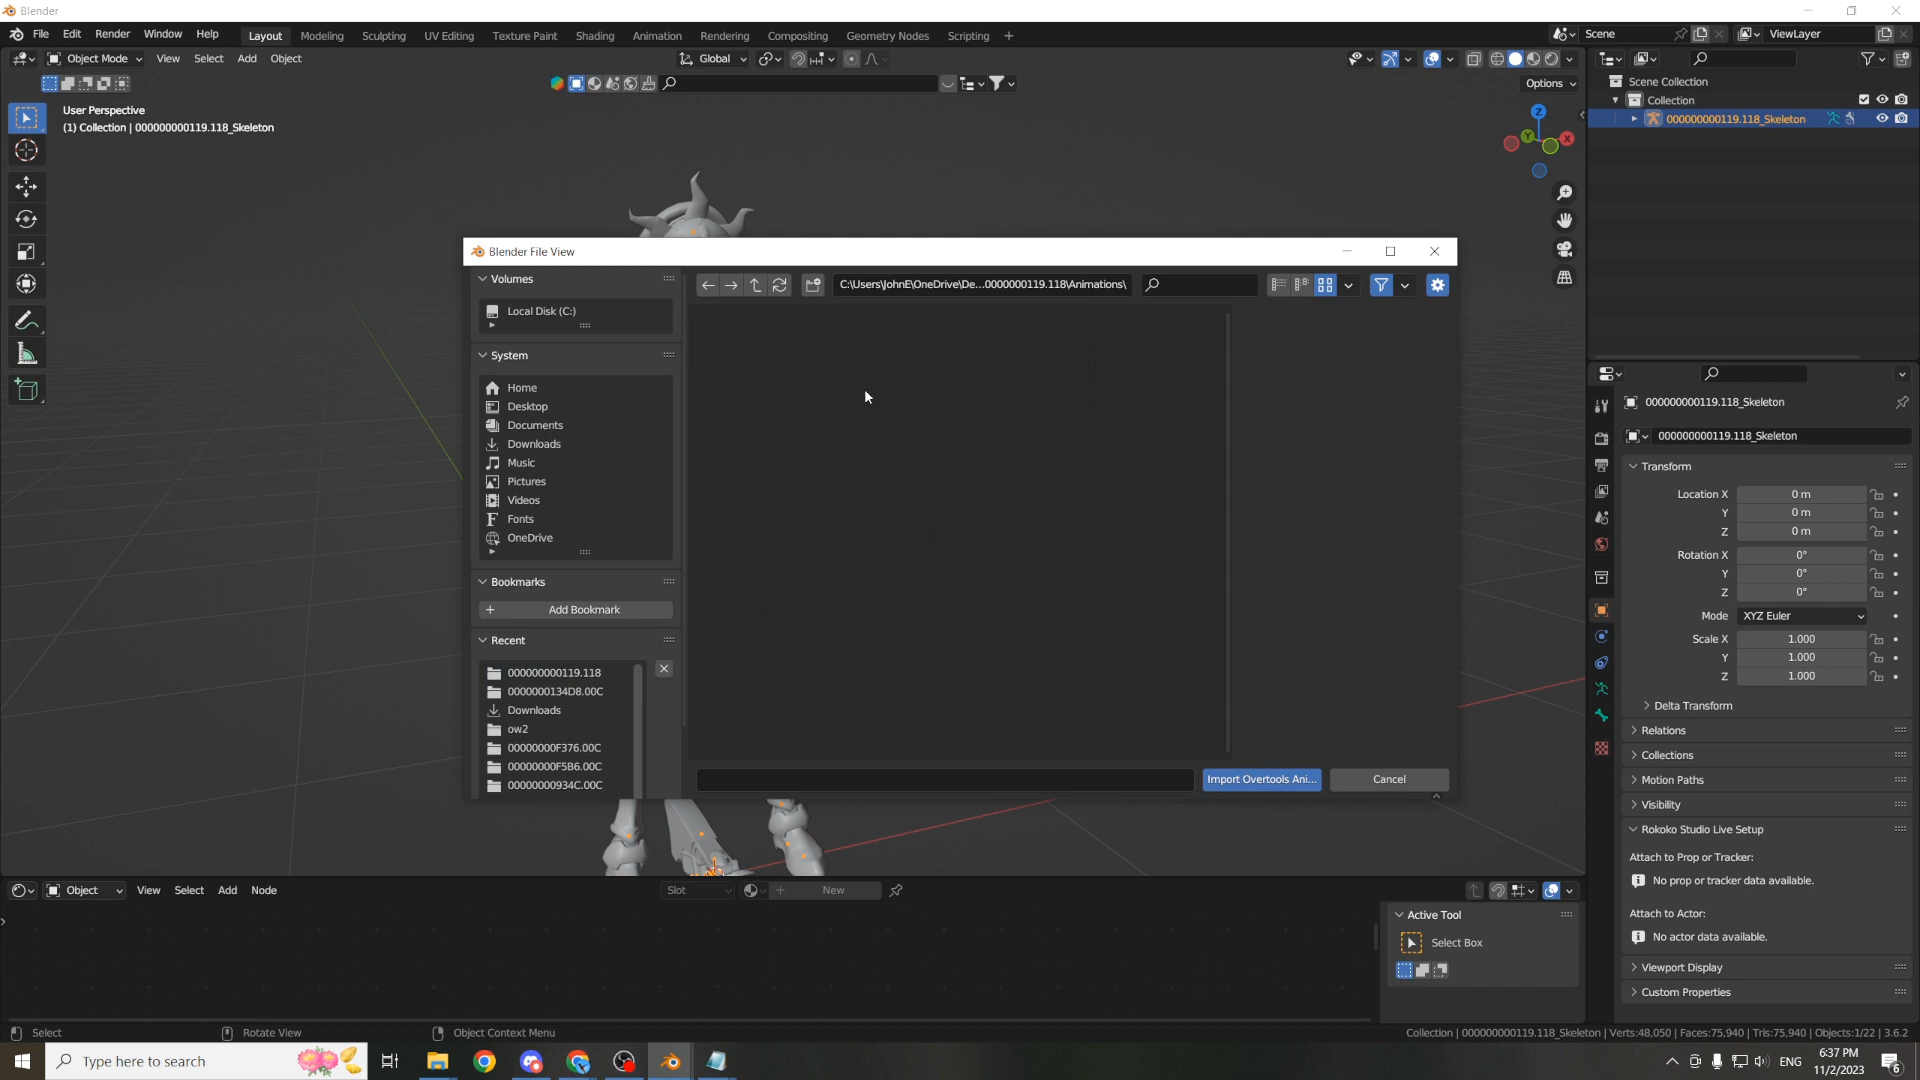 Blender
File Edit Render Window Help Layout Modeling Sculpting UV Editing Texture Paint Shading Animation Rendering Compositing Geometry Nodes Scripting + Scene ViewLayer
Object Mode View Select Add Object Global
Options
User Perspective
(1) Collection | 000000000119.118_Skeleton
Z
Y
X
Scene Collection
Collection
000000000119.118_Skeleton
Blender File View
Volumes
Local Disk (C:)
System
Home
Desktop
Documents
Downloads
Music
Pictures
Videos
Fonts
OneDrive
Bookmarks
+ Add Bookmark
Recent
000000000119.118
0000000134D8.00C
Downloads
ow2
00000000F376.00C
00000000F5B6.00C
00000000934C.00C
C:\Users\JohnE\OneDrive\De...0000000119.118\Animations\
Import Overtools Ani...
Cancel
000000000119.118_Skeleton
000000000119.118_Skeleton
Transform
Location X 0 m
Y 0 m
Z 0 m
Rotation X 0°
Y 0°
Z 0°
Mode XYZ Euler
Scale X 1.000
Y 1.000
Z 1.000
Delta Transform
Relations
Collections
Motion Paths
Visibility
Rokoko Studio Live Setup
Attach to Prop or Tracker:
No prop or tracker data available.
Attach to Actor:
No actor data available.
Viewport Display
Custom Properties
Object View Select Add Node Slot + New
Active Tool
Select Box
Select
Rotate View
Object Context Menu
Collection | 000000000119.118_Skeleton | Verts:48,050 | Faces:75,940 | Tris:75,940 | Objects:1/22 | 3.6.2
Type here to search
ENG
6:37 PM
11/2/2023
6